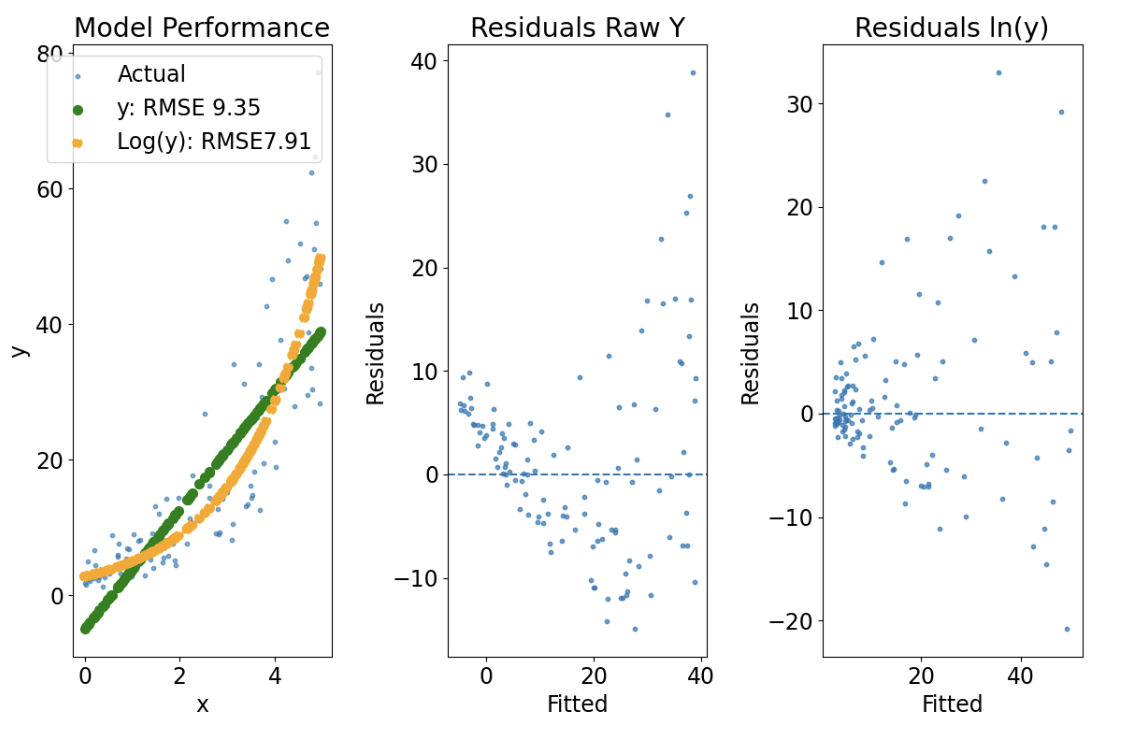 Model Performance
80
60
40
20
0
0 2 4
x
y
Actual
y: RMSE 9.35
Log(y): RMSE7.91
Residuals Raw Y
40
30
20
10
0
−10
0 20 40
Fitted
Residuals
Residuals ln(y)
30
20
10
0
−10
−20
20 40
Fitted
Residuals